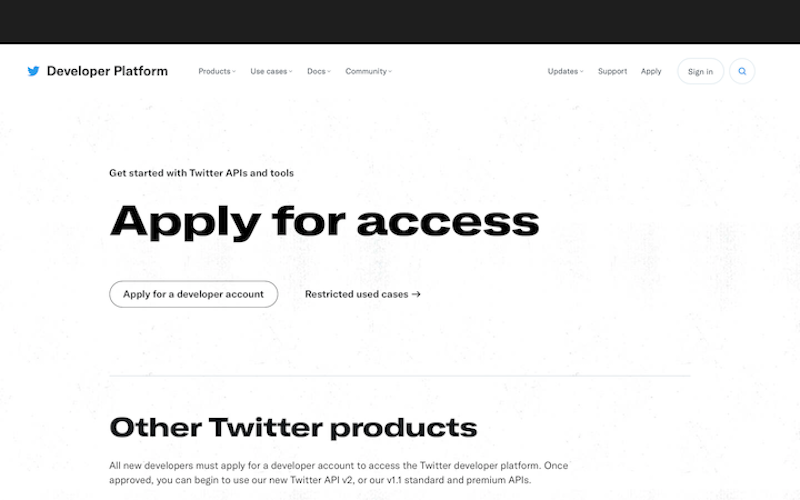 Developer Platform
Products
Use cases
Docs
Community
Updates
Support
Apply
Sign in
Get started with Twitter APIs and tools
Apply for access
Apply for a developer account
Restricted used cases →
Other Twitter products
All new developers must apply for a developer account to access the Twitter developer platform. Once
approved, you can begin to use our new Twitter API v2, or our v1.1 standard and premium APIs.